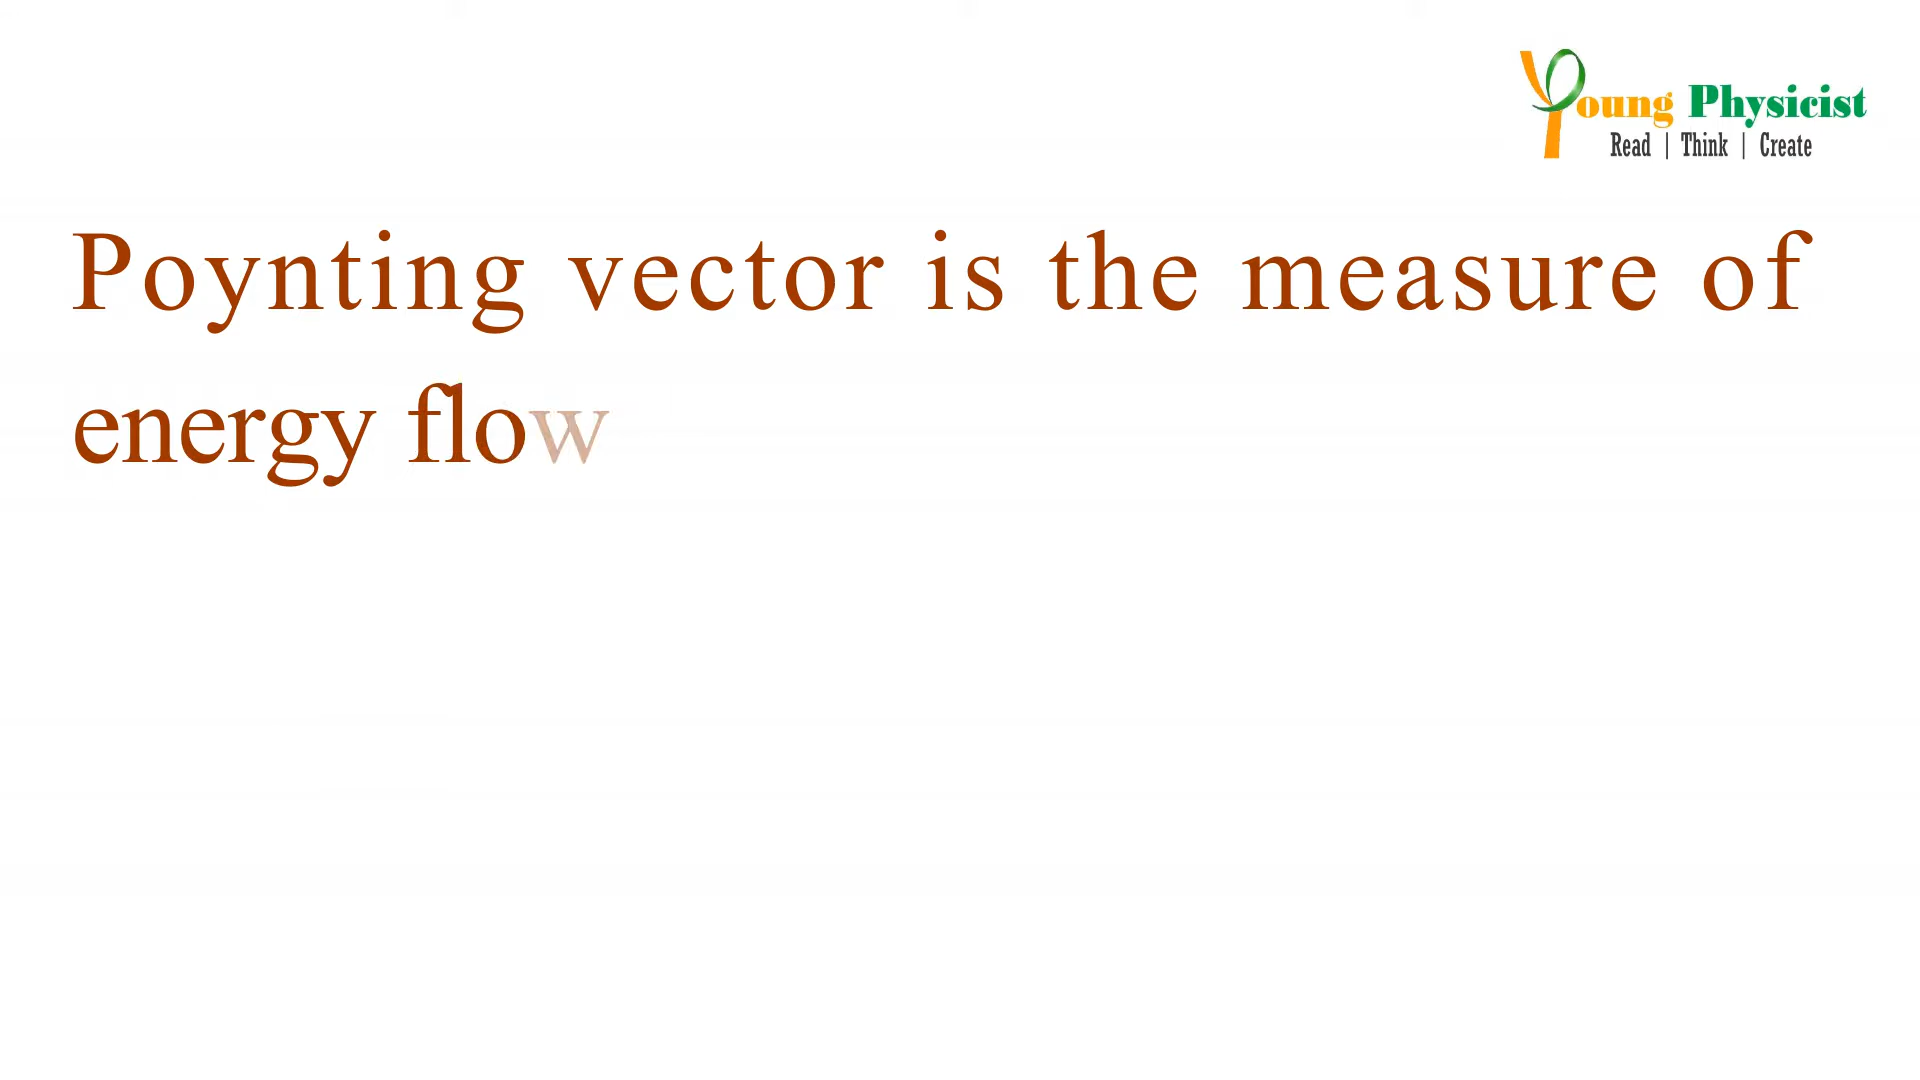 Young Physicist
Read | Think | Create
Poynting vector is the measure of
energy flow